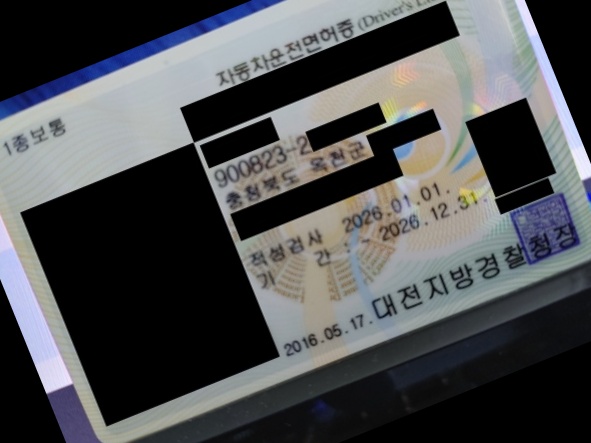 자동차운전면허증 (Driver's Li
1종보통
900823-2
충청북도 옥천군
적성검사 2026.01.01.
기 간 : ~ 2026.12.31.
2016.05.17. 대전지방경찰청장